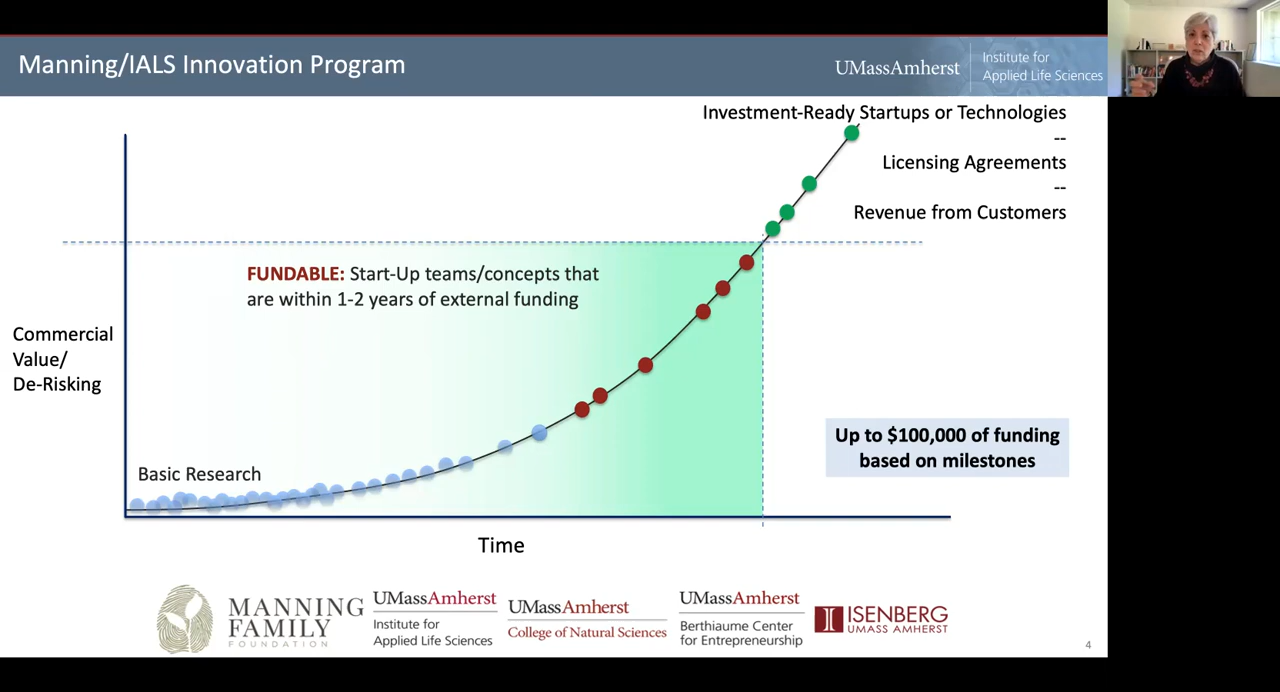 Manning/IALS Innovation Program
UMassAmherst
Institute for
Applied Life Sciences
Investment-Ready Startups or Technologies
--
Licensing Agreements
--
Revenue from Customers
FUNDABLE: Start-Up teams/concepts that
are within 1-2 years of external funding
Commercial
Value/
De-Risking
Up to $100,000 of funding
based on milestones
Basic Research
Time
MANNING
FAMILY
FOUNDATION
UMassAmherst
Institute for
Applied Life Sciences
UMassAmherst
College of Natural Sciences
UMassAmherst
Berthiaume Center
for Entrepreneurship
I ISENBERG
UMASS AMHERST
4